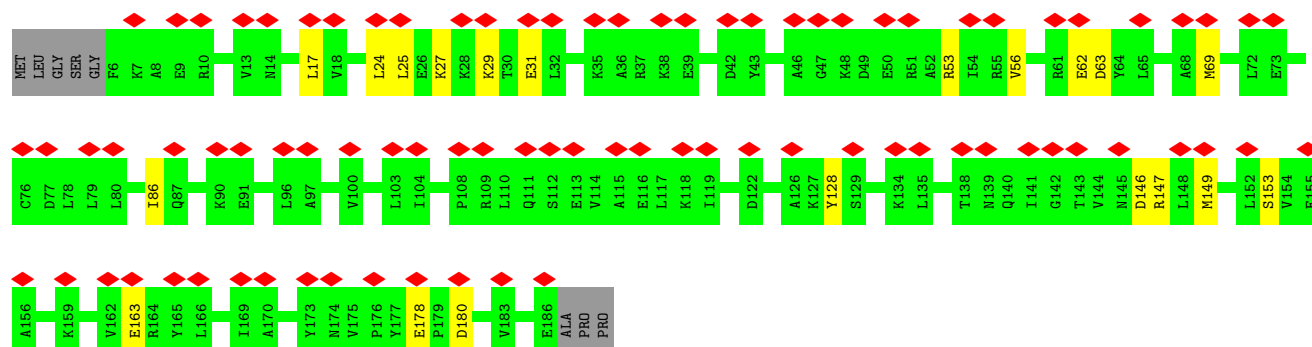 MET LEU GLY SER GLY F6 K7 A8 E9 R10 V13 N14 L17 V18 L24 L25 E26 K27 K28 K29 T30 E31 L32 K35 A36 R37 K38 E39 D42 Y43 A46 G47 K48 D49 E50 R51 A52 R53 I54 R55 V56 R61 E62 D63 Y64 L65 A68 M69 L72 E73
C76 D77 L78 L79 L80 I86 Q87 K90 E91 L96 A97 V100 L103 I104 P108 R109 L110 Q111 S112 E113 V114 A115 E116 L117 K118 I119 D122 A126 K127 Y128 S129 K134 L135 T138 N139 Q140 I141 G142 T143 V144 N145 D146 R147 L148 M149 L152 S153 V154 E155
A156 K159 V162 E163 R164 Y165 L166 I169 A170 Y173 N174 V175 P176 Y177 E178 P179 D180 V183 E186 ALA PRO PRO